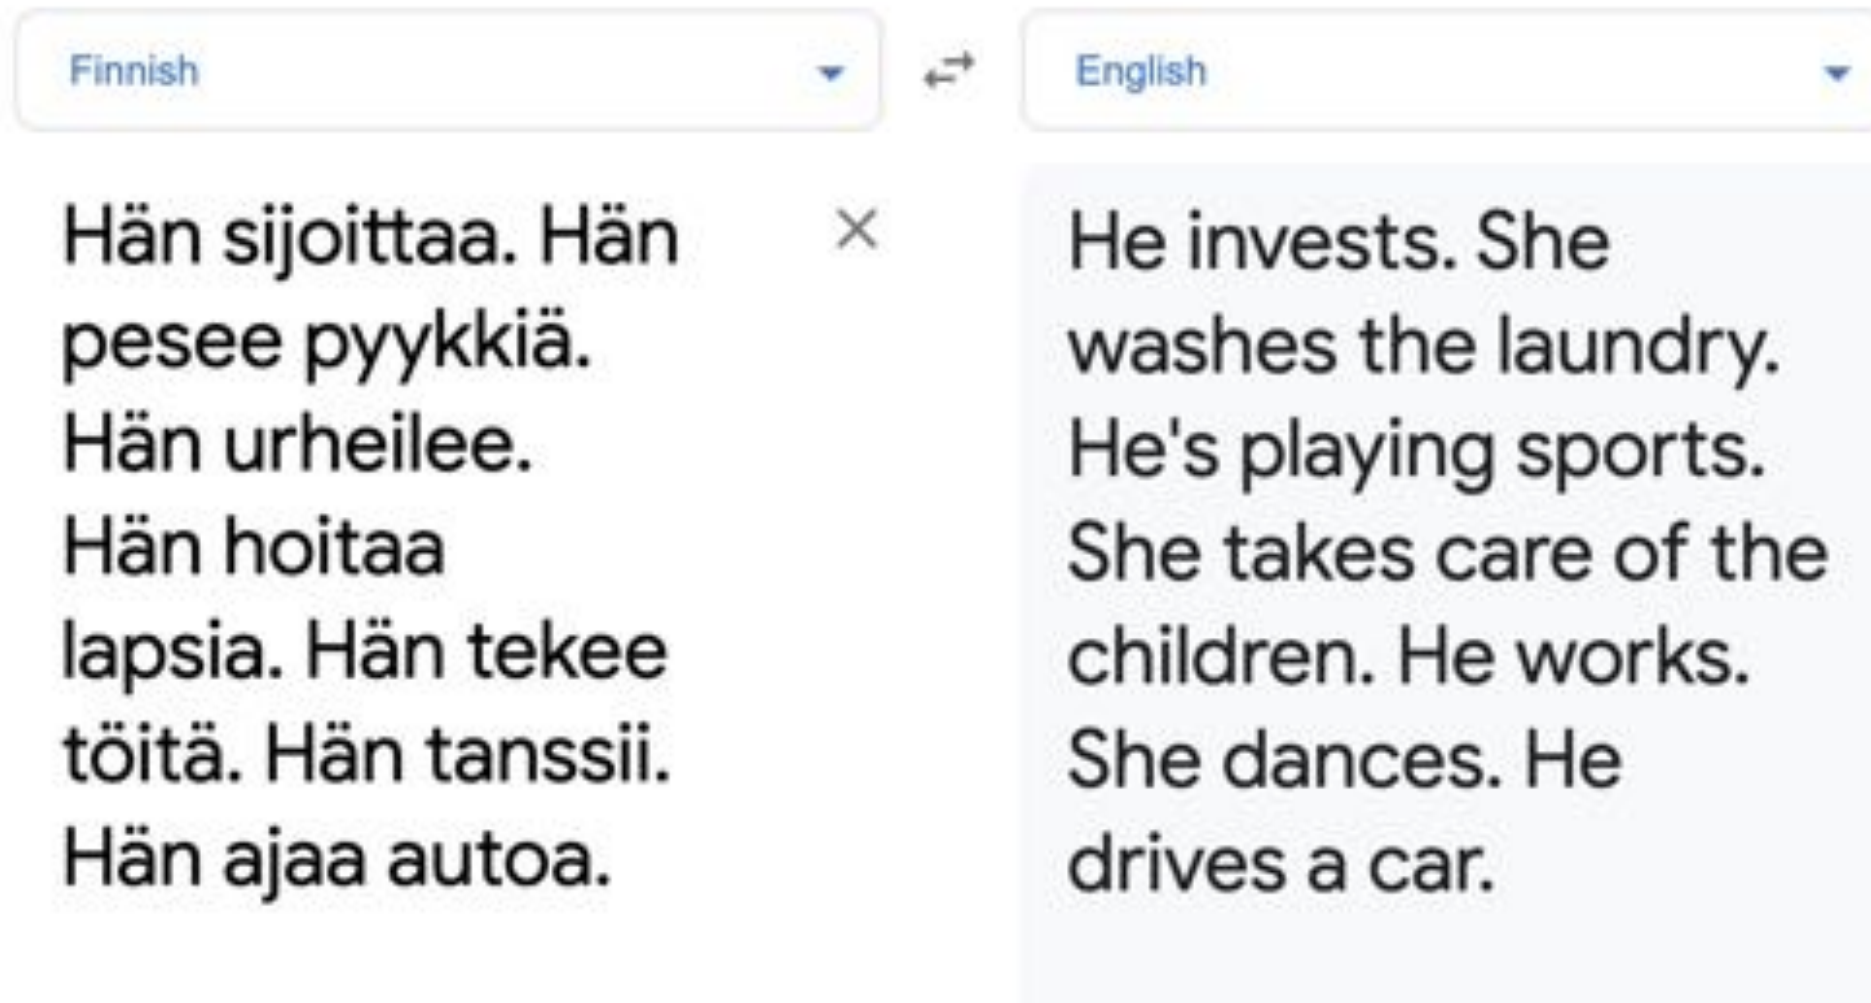 Finnish
English
Hän sijoittaa. Hän
pesee pyykkiä.
Hän urheilee.
Hän hoitaa
lapsia. Hän tekee
töitä. Hän tanssii.
Hän ajaa autoa.
He invests. She
washes the laundry.
He's playing sports.
She takes care of the
children. He works.
She dances. He
drives a car.